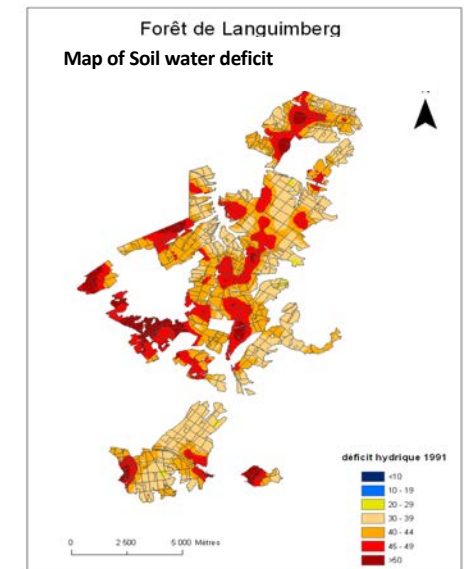 Forêt de Languimberg
Map of Soil water deficit
déficit hydrique 1991
<10
10 - 19
20 - 29
30 - 39
40 - 44
45 - 49
>50
0 2 500 5 000 Mètres